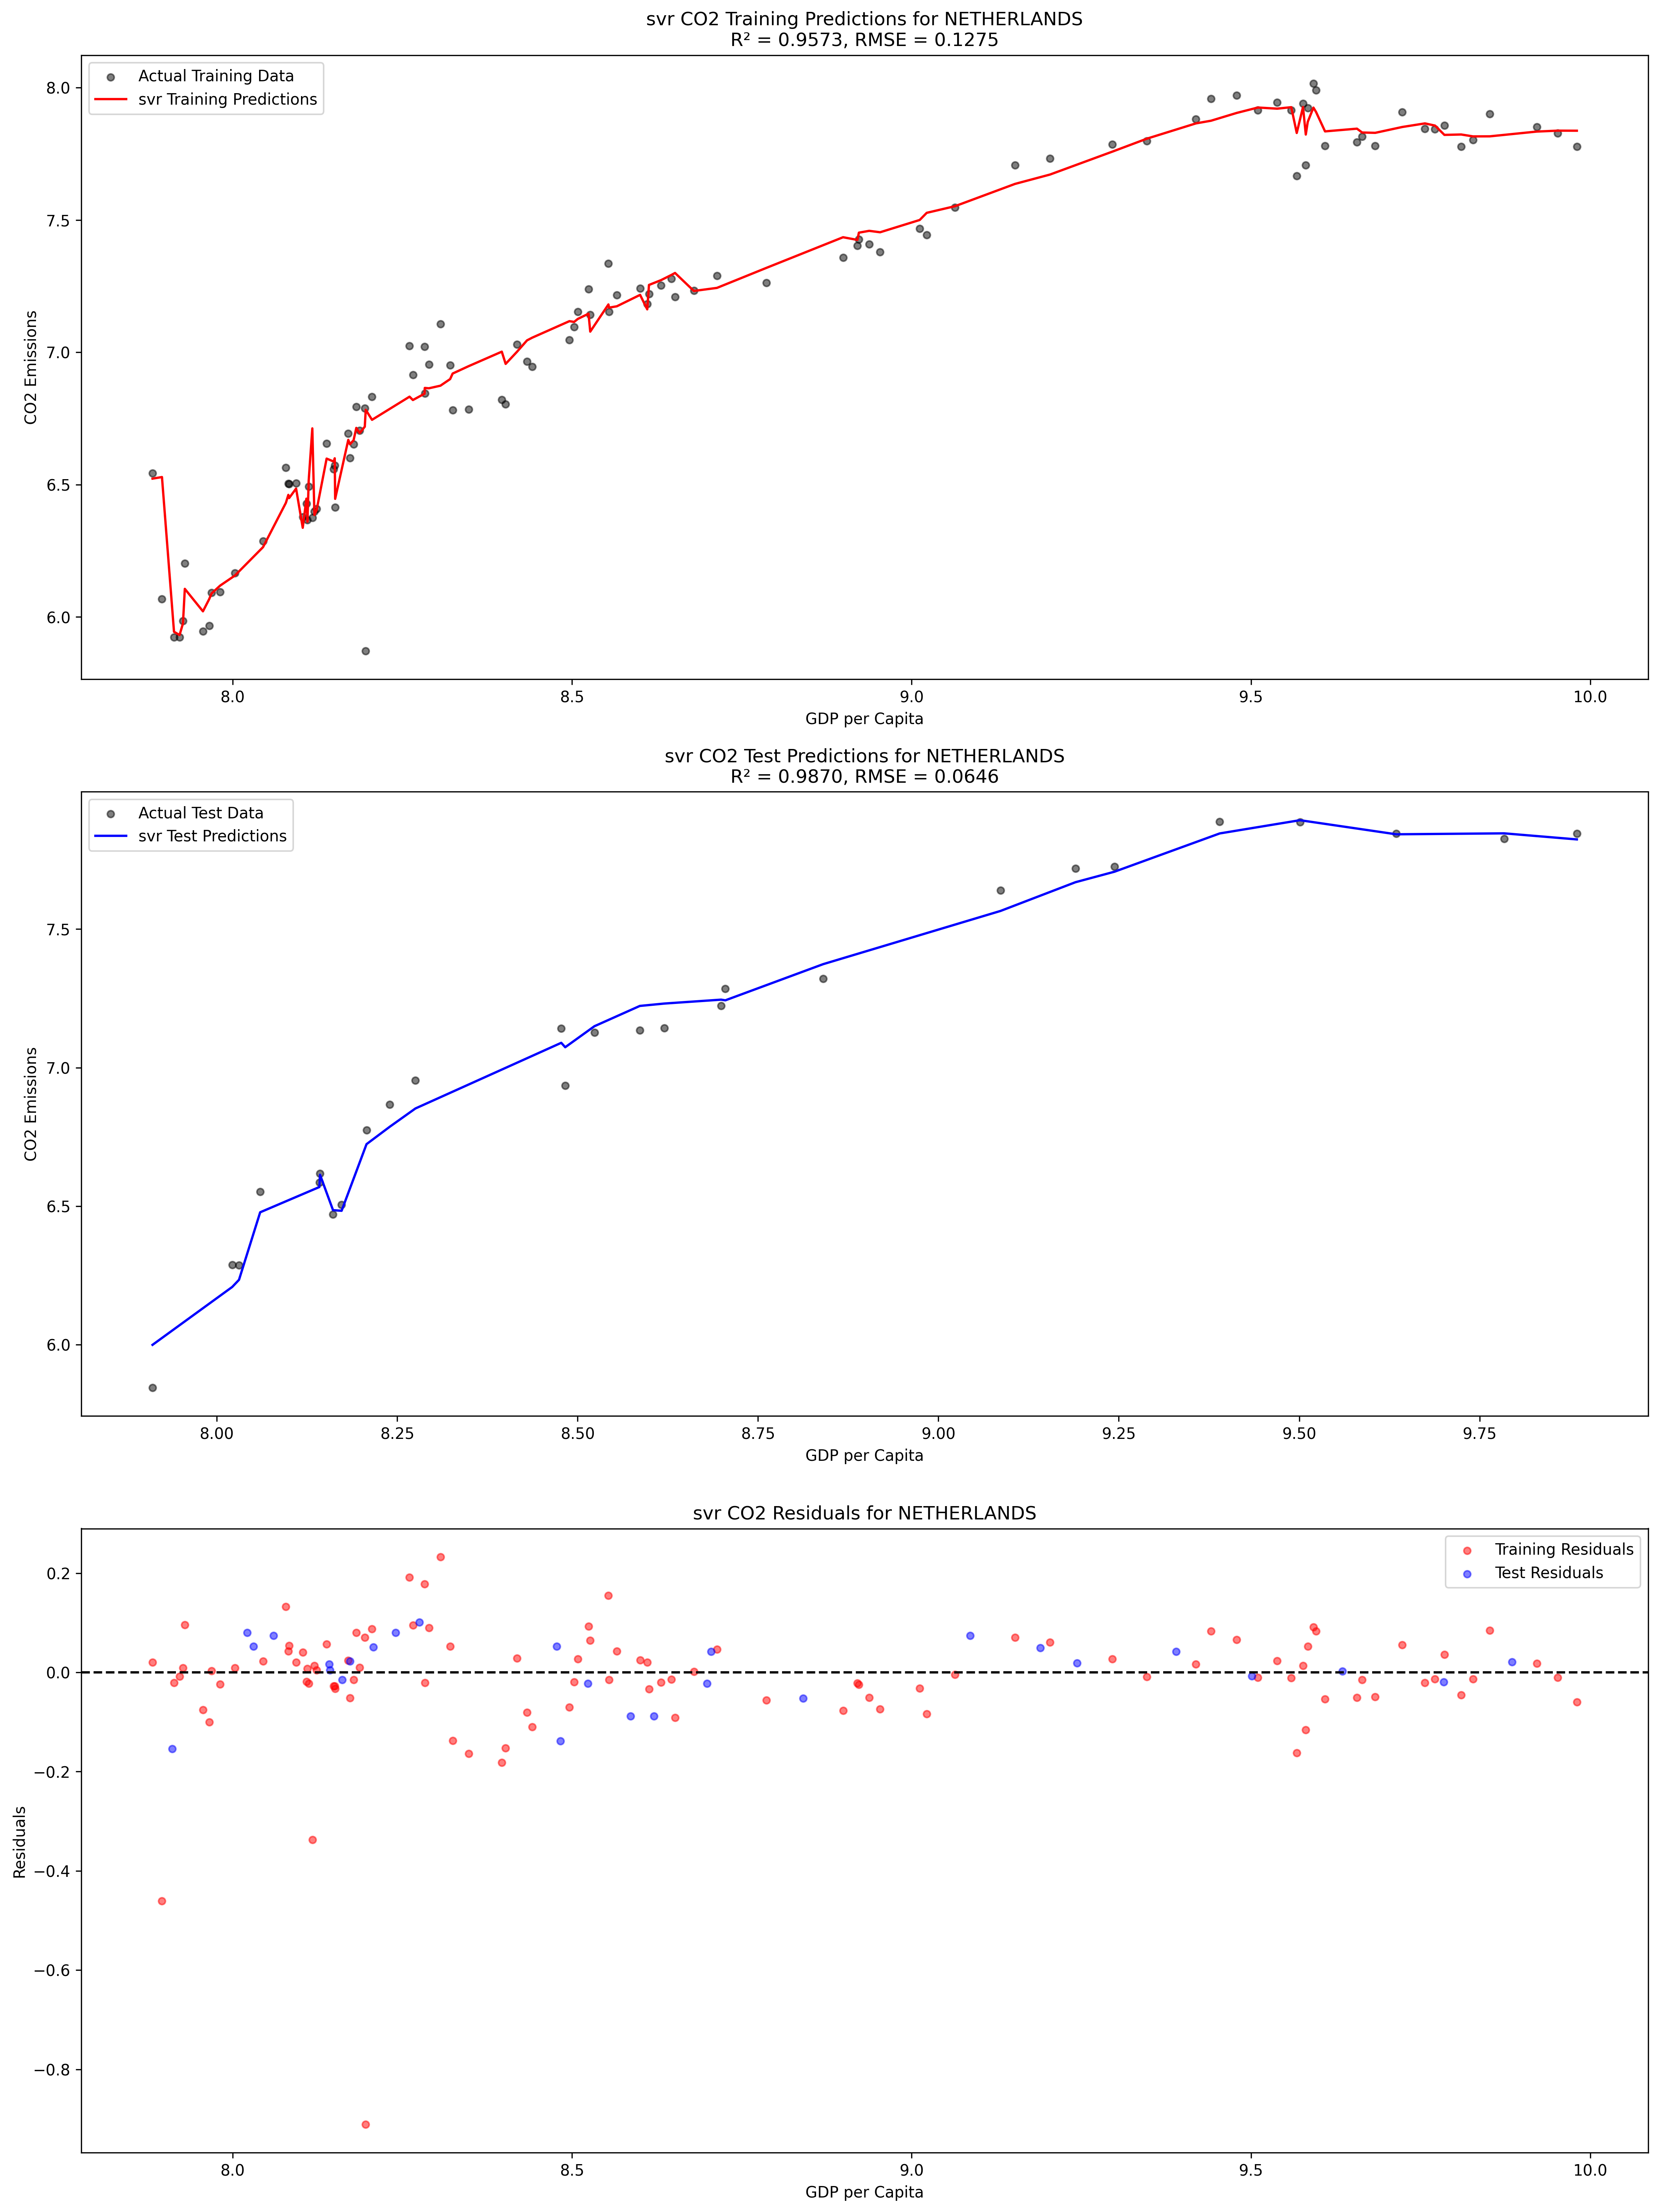 svr CO2 Training Predictions for NETHERLANDS
R² = 0.9573, RMSE = 0.1275
Actual Training Data
svr Training Predictions
CO2 Emissions
8.0
7.5
7.0
6.5
6.0
8.0 8.5 9.0 9.5 10.0
GDP per Capita
svr CO2 Test Predictions for NETHERLANDS
R² = 0.9870, RMSE = 0.0646
Actual Test Data
svr Test Predictions
CO2 Emissions
7.5
7.0
6.5
6.0
8.00 8.25 8.50 8.75 9.00 9.25 9.50 9.75
GDP per Capita
svr CO2 Residuals for NETHERLANDS
Training Residuals
Test Residuals
Residuals
0.2
0.0
−0.2
−0.4
−0.6
−0.8
8.0 8.5 9.0 9.5 10.0
GDP per Capita